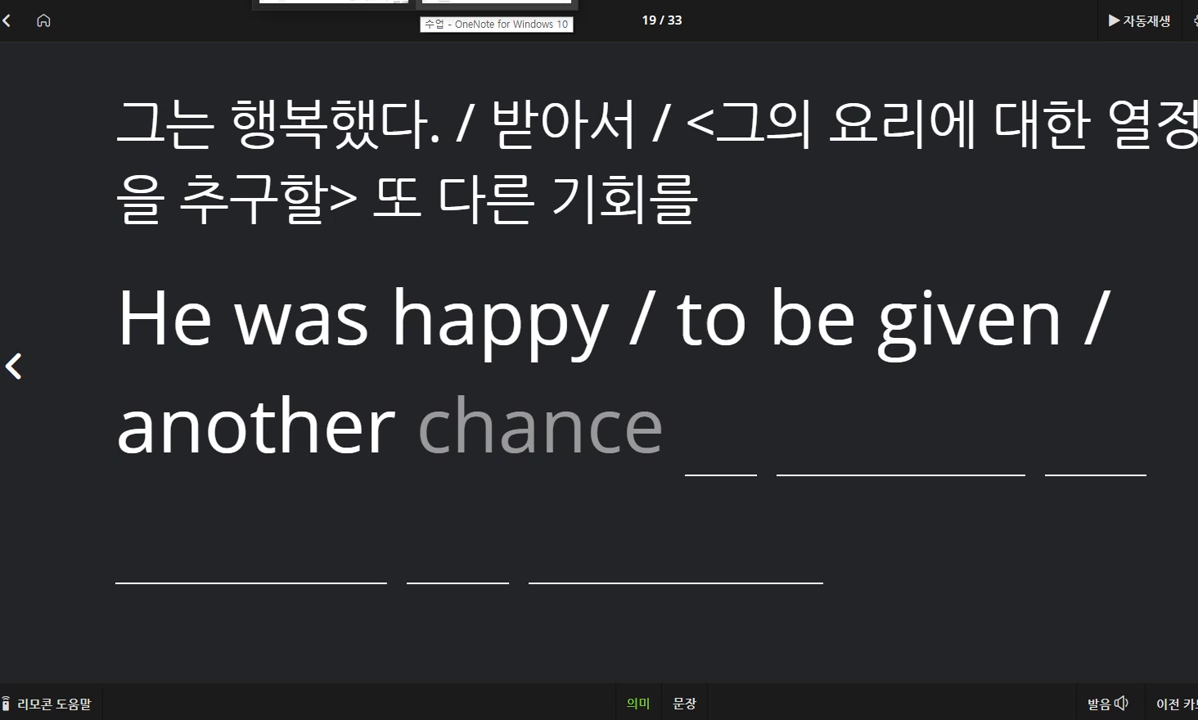 수업 - OneNote for Windows 10
19 / 33
▶ 자동재생
그는 행복했다. / 받아서 / <그의 요리에 대한 열정
을 추구할> 또 다른 기회를
He was happy / to be given /
another chance
리모콘 도움말
의미
문장
발음
이전